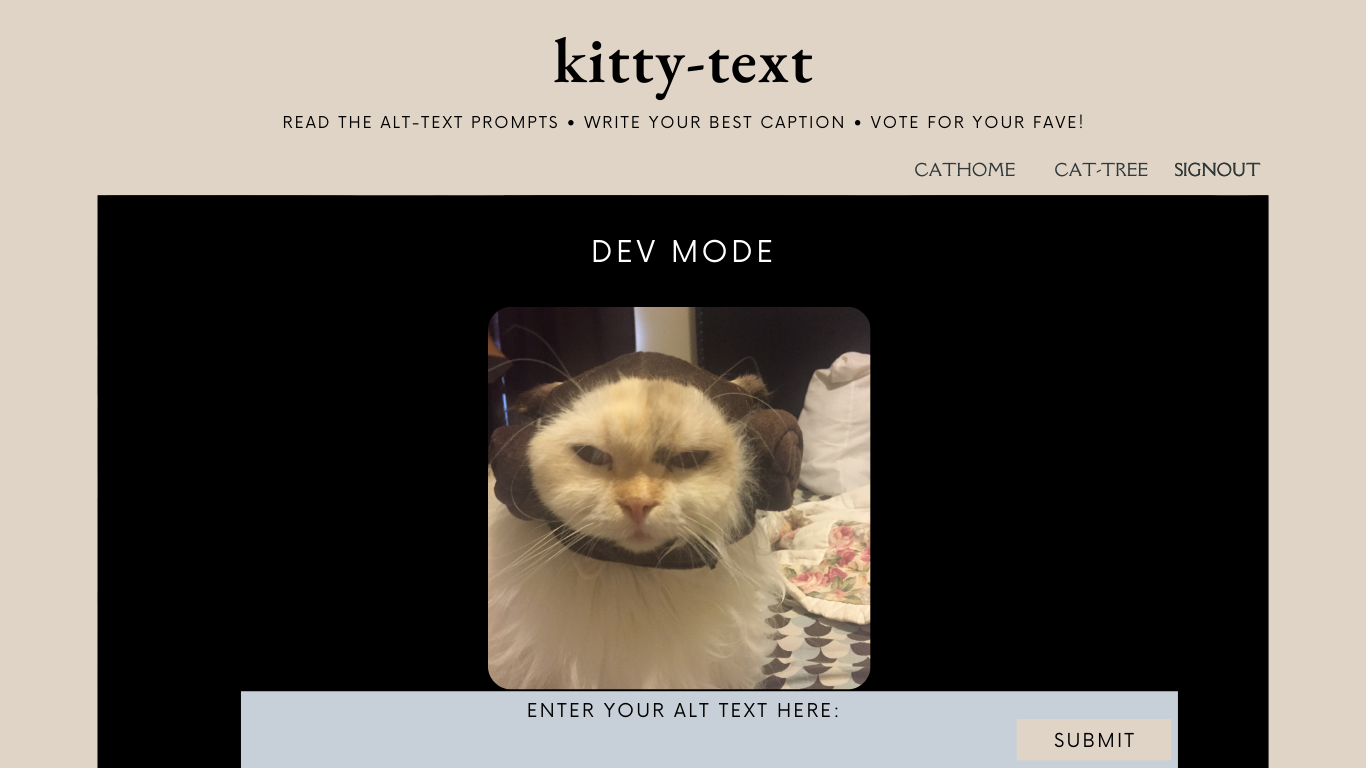 kitty-text
READ THE ALT-TEXT PROMPTS • WRITE YOUR BEST CAPTION • VOTE FOR YOUR FAVE!
CATHOME CAT-TREE SIGNOUT
DEV MODE
ENTER YOUR ALT TEXT HERE:
SUBMIT